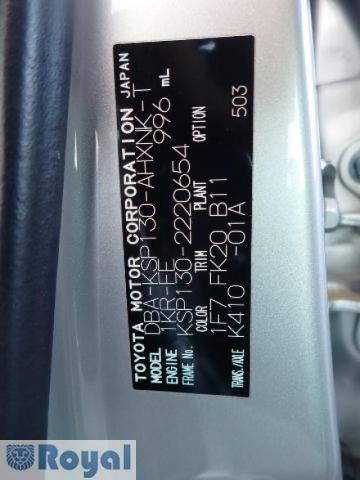 TOYOTA MOTOR CORPORATION JAPAN
MODEL DBA-KSP130-AHXNK-T
ENGINE 1KR-FE 996 mL
FRAME No. KSP130-2220654
COLOR TRIM PLANT OPTION
1F7 FK20 B11
TRANS./AXLE K410 -01A 503
Royal